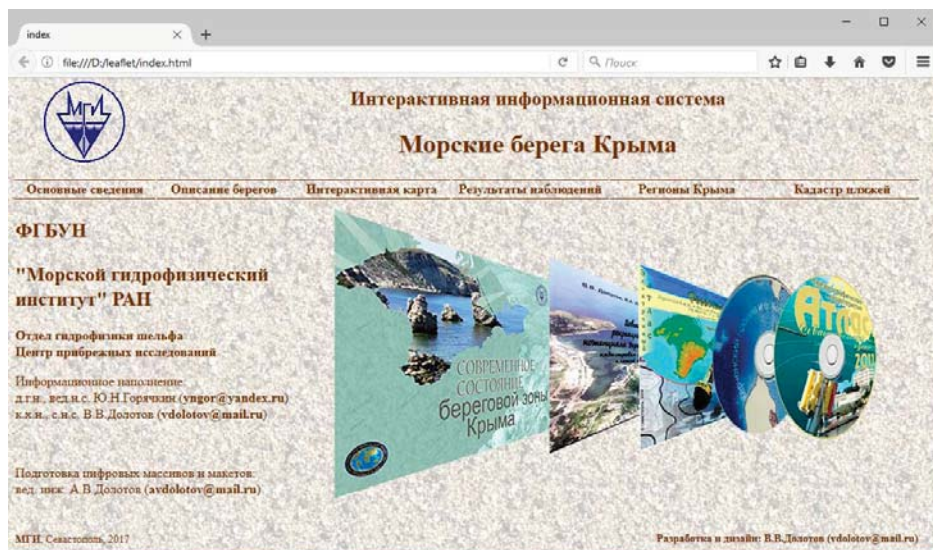 index
file:///D:/leaflet/index.html
Поиск
МГИ
Интерактивная информационная система
Морские берега Крыма
Основные сведения Описание берегов Интерактивная карта Результаты наблюдений Регионы Крыма Кадастр пляжей
ФГБУН
"Морской гидрофизический
институт" РАН
Отдел гидрофизики шельфа
Центр прибрежных исследований
Информационное наполнение:
д.г.н., вед.н.с. Ю.Н.Горячкин (yngor@yandex.ru)
к.х.н., с.н.с. В.В.Долотов (vdolotov@mail.ru)
Подготовка цифровых массивов и макетов:
вед. инж. А.В.Долотов (avdolotov@mail.ru)
СОВРЕМЕННОЕ
СОСТОЯНИЕ
береговой зоны
Крыма
Атлас
2011
МГИ, Севастополь, 2017
Разработка и дизайн: В.В.Долотов (vdolotov@mail.ru)